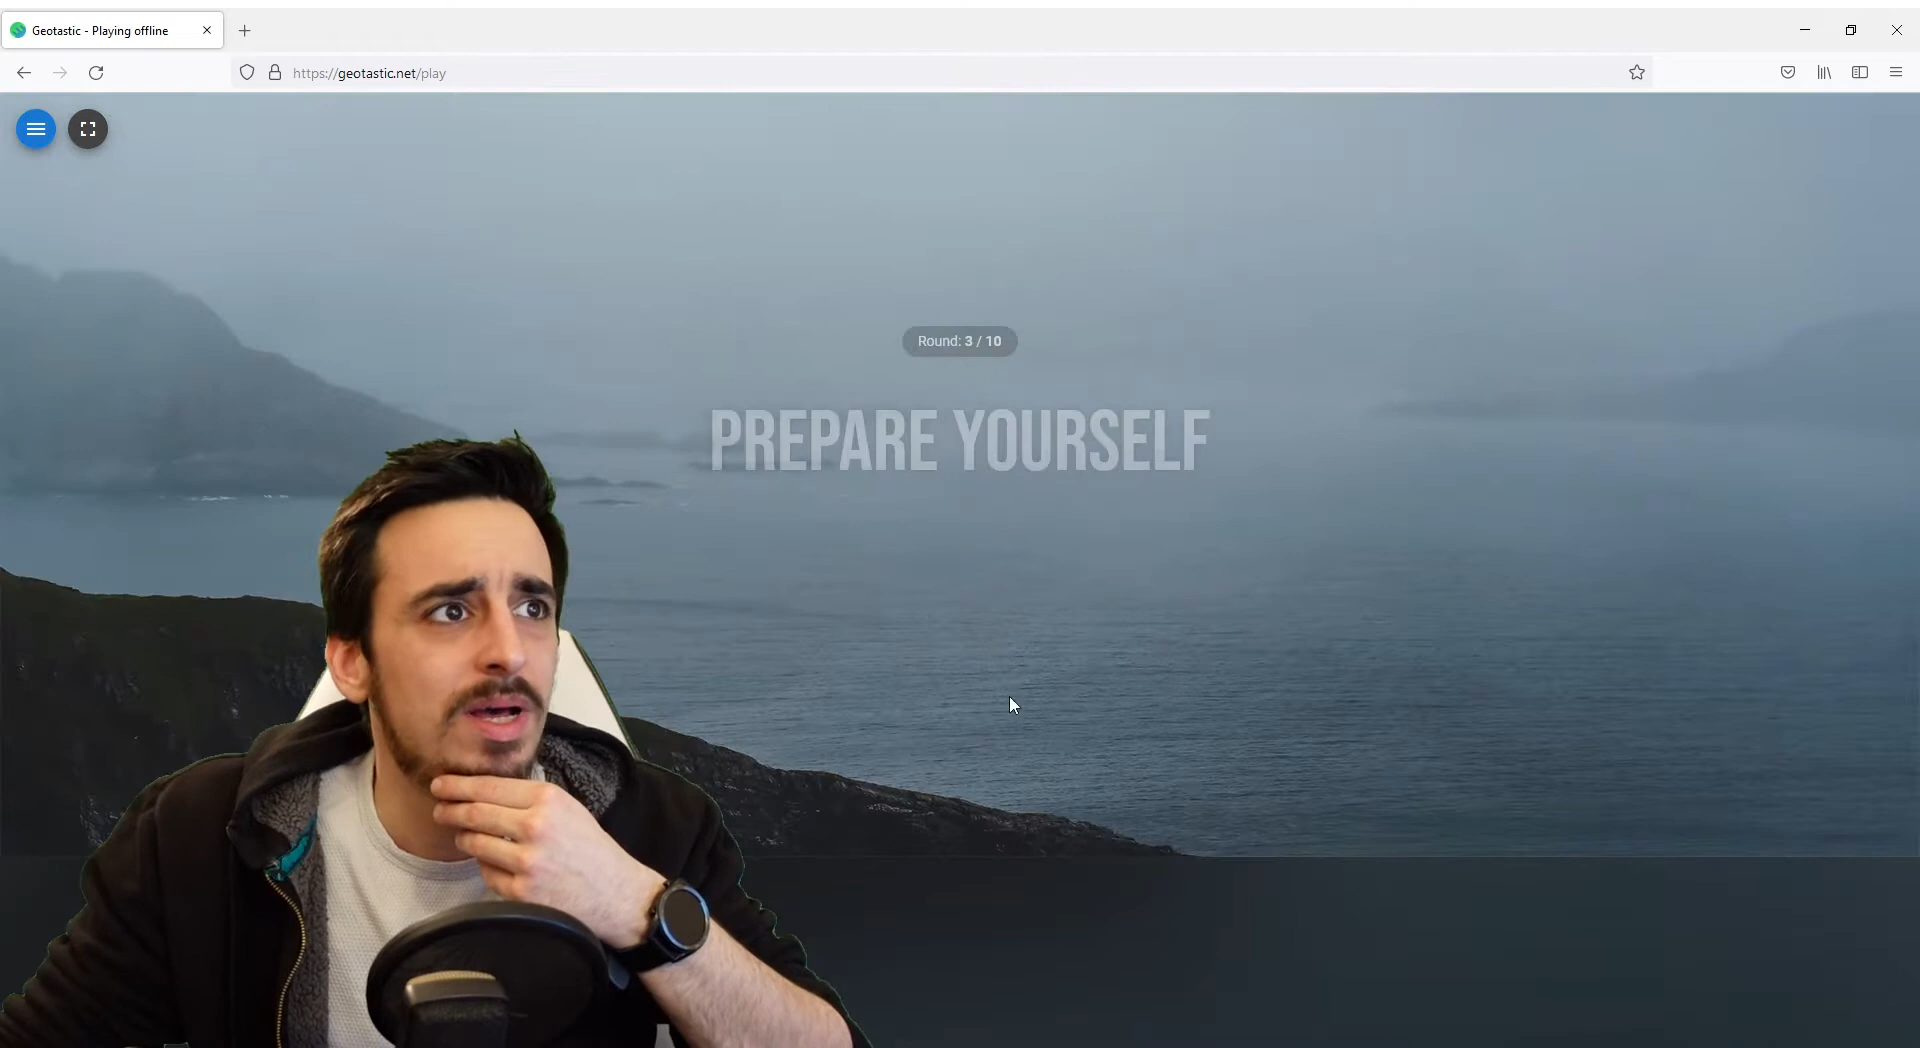 Geotastic - Playing offline
https://geotastic.net/play
Round: 3 / 10
PREPARE YOURSELF